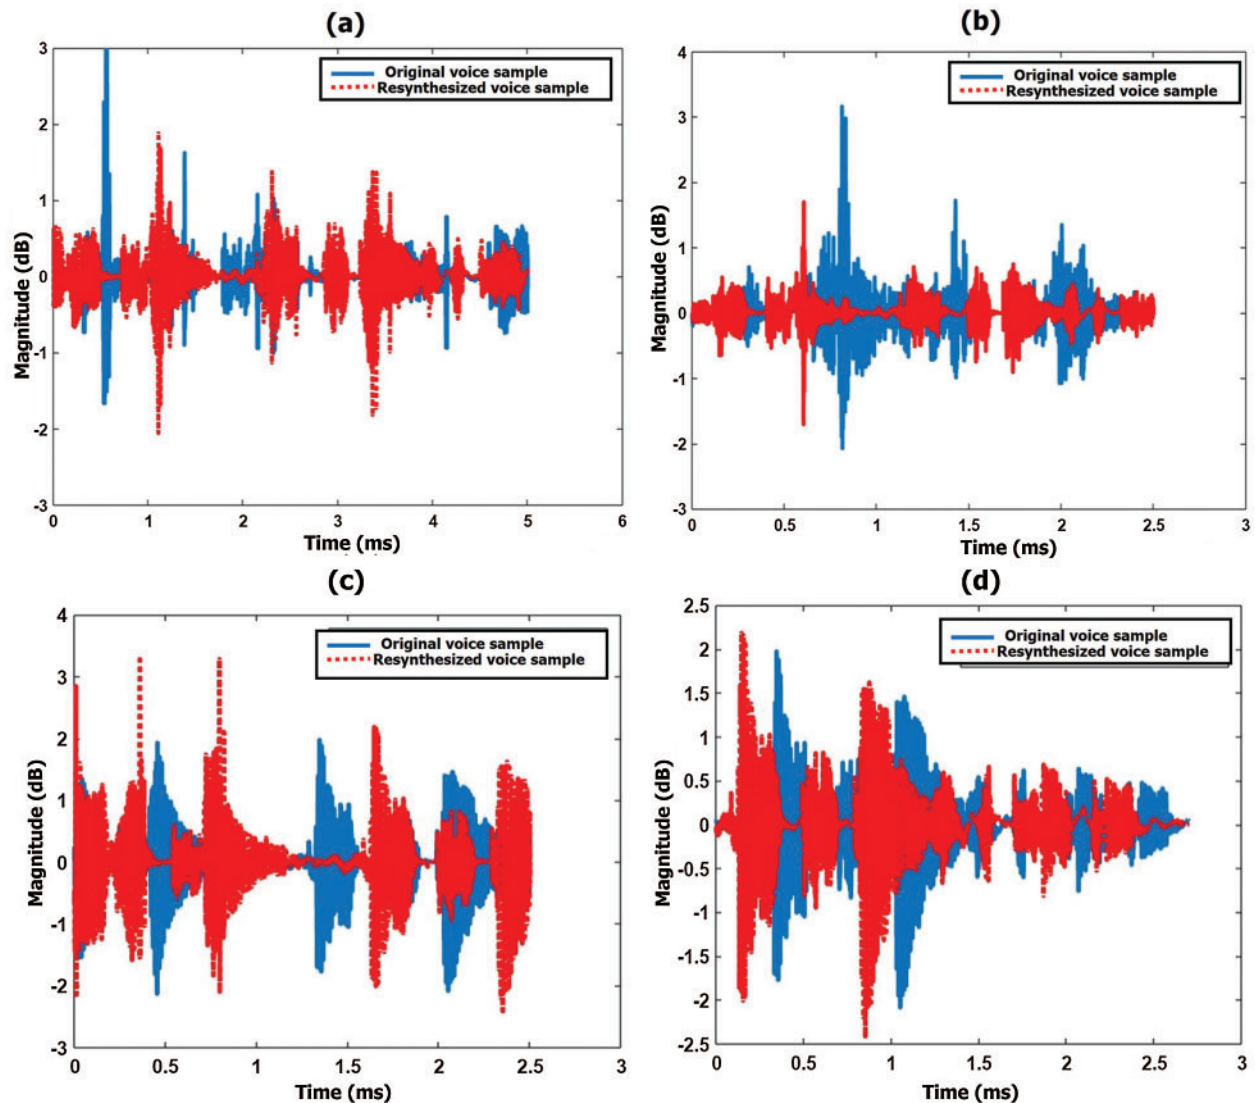 (a)
3
2
1
0
-1
-2
-3
0 1 2 3 4 5 6
Magnitude (dB)
Time (ms)
Original voice sample
Resynthesized voice sample
(b)
4
3
2
1
0
-1
-2
-3
0 0.5 1 1.5 2 2.5 3
Magnitude (dB)
Time (ms)
Original voice sample
Resynthesized voice sample
(c)
4
3
2
1
0
-1
-2
-3
0 0.5 1 1.5 2 2.5 3
Magnitude (dB)
Time (ms)
Original voice sample
Resynthesized voice sample
(d)
2.5
2
1.5
1
0.5
0
-0.5
-1
-1.5
-2
-2.5
0 0.5 1 1.5 2 2.5 3
Magnitude (dB)
Time (ms)
Original voice sample
Resynthesized voice sample